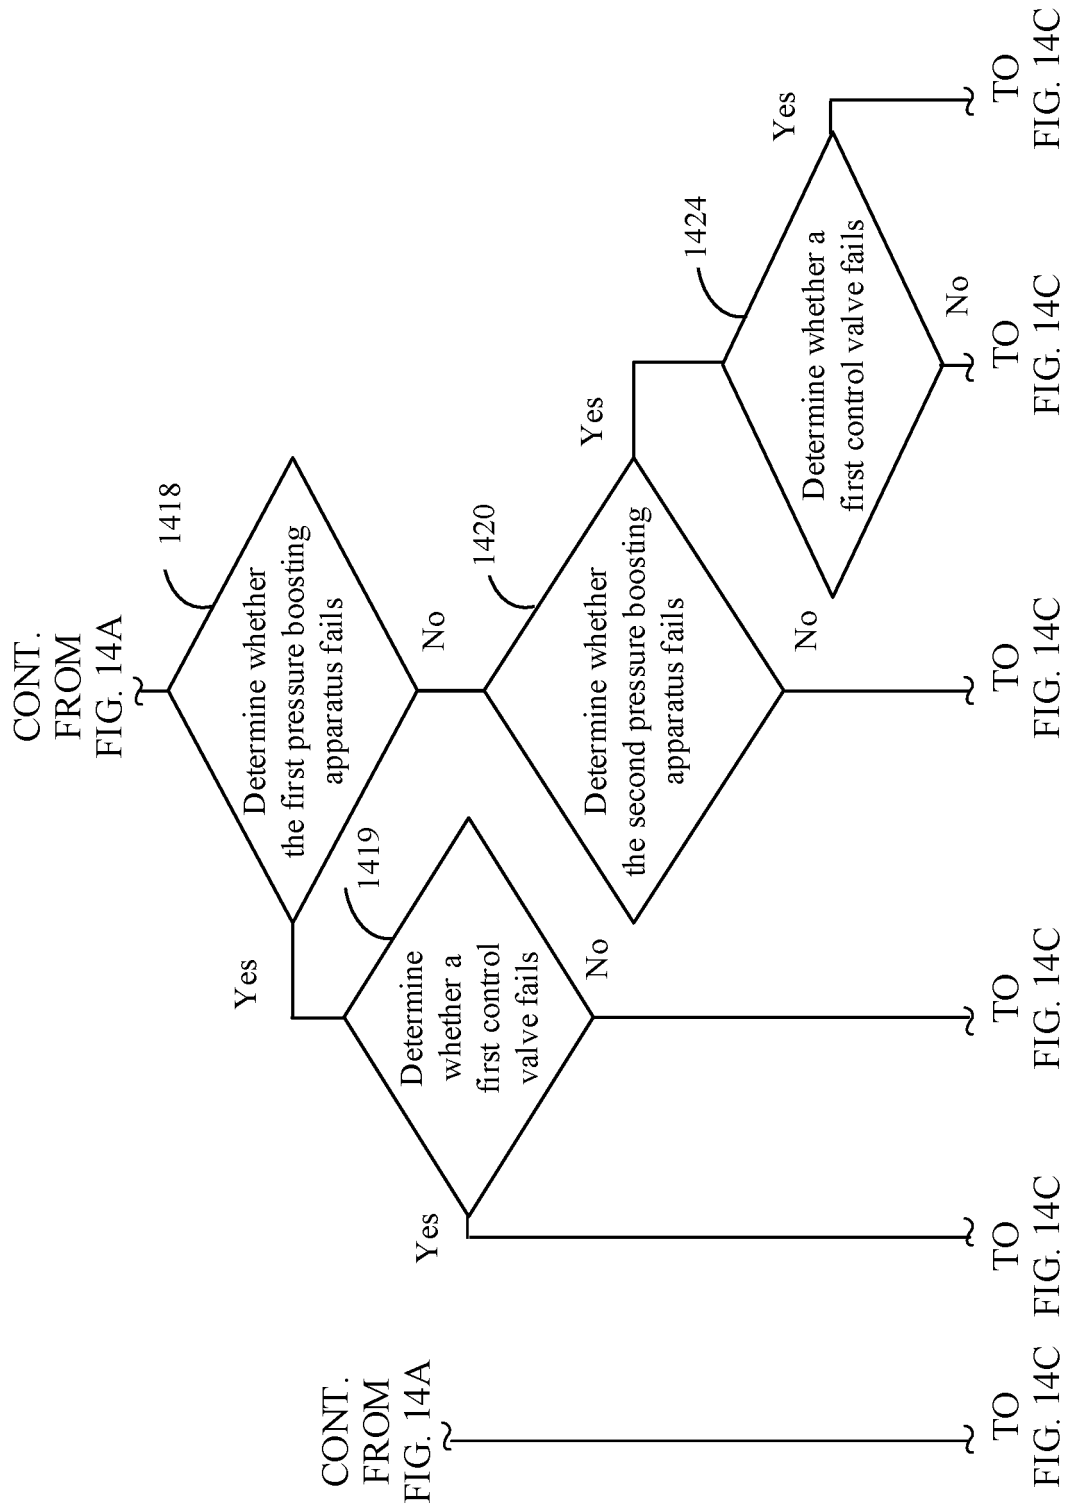 CONT.
FROM
FIG. 14A
1418
Determine whether
the first pressure boosting
apparatus fails
Yes
No
1419
Determine
whether a
first control
valve fails
Yes
No
1420
Determine whether
the second pressure boosting
apparatus fails
Yes
No
1424
Determine whether a
first control valve fails
Yes
No
CONT.
FROM
FIG. 14A
TO
FIG. 14C
TO
FIG. 14C
TO
FIG. 14C
TO
FIG. 14C
TO
FIG. 14C
TO
FIG. 14C